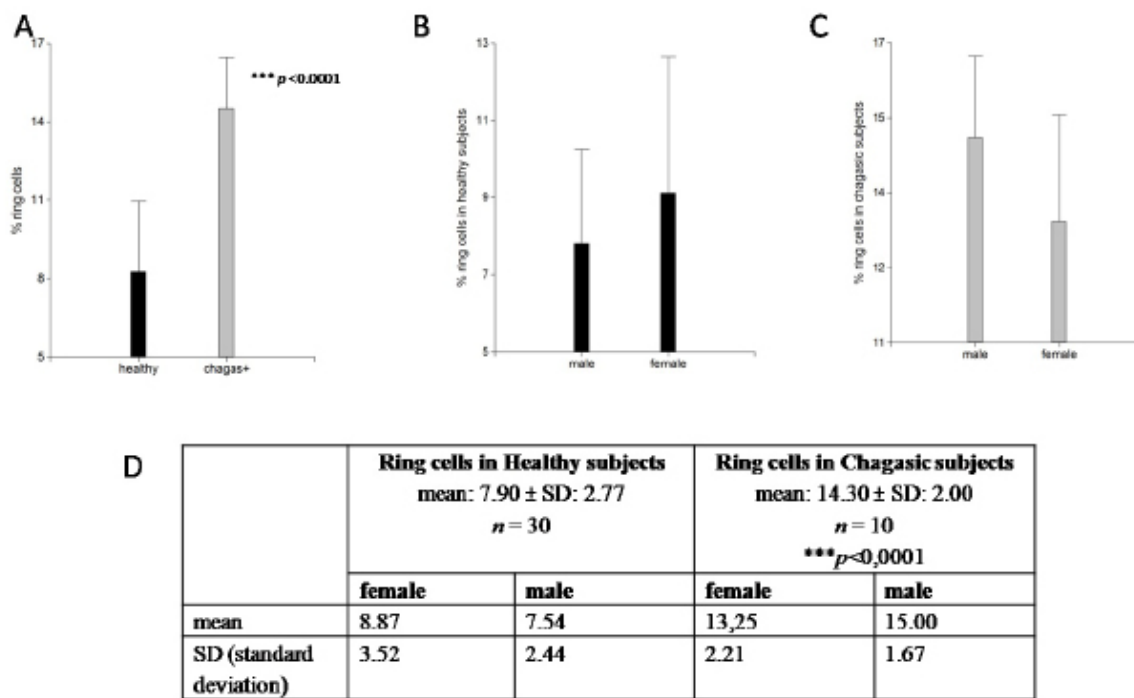 A
17
14
11
8
5
% ring cells
*** p<0.0001
healthy
chagas+
B
13
11
9
7
5
% ring cells in healthy subjects
male
female
C
17
15
14
12
11
% ring cells in chagasic subjects
male
female
D
Ring cells in Healthy subjects
mean: 7.90 ± SD: 2.77
n = 30
Ring cells in Chagasic subjects
mean: 14.30 ± SD: 2.00
n = 10
***p<0,0001
female male female male
mean 8.87 7.54 13,25 15.00
SD (standard 3.52 2.44 2.21 1.67
deviation)